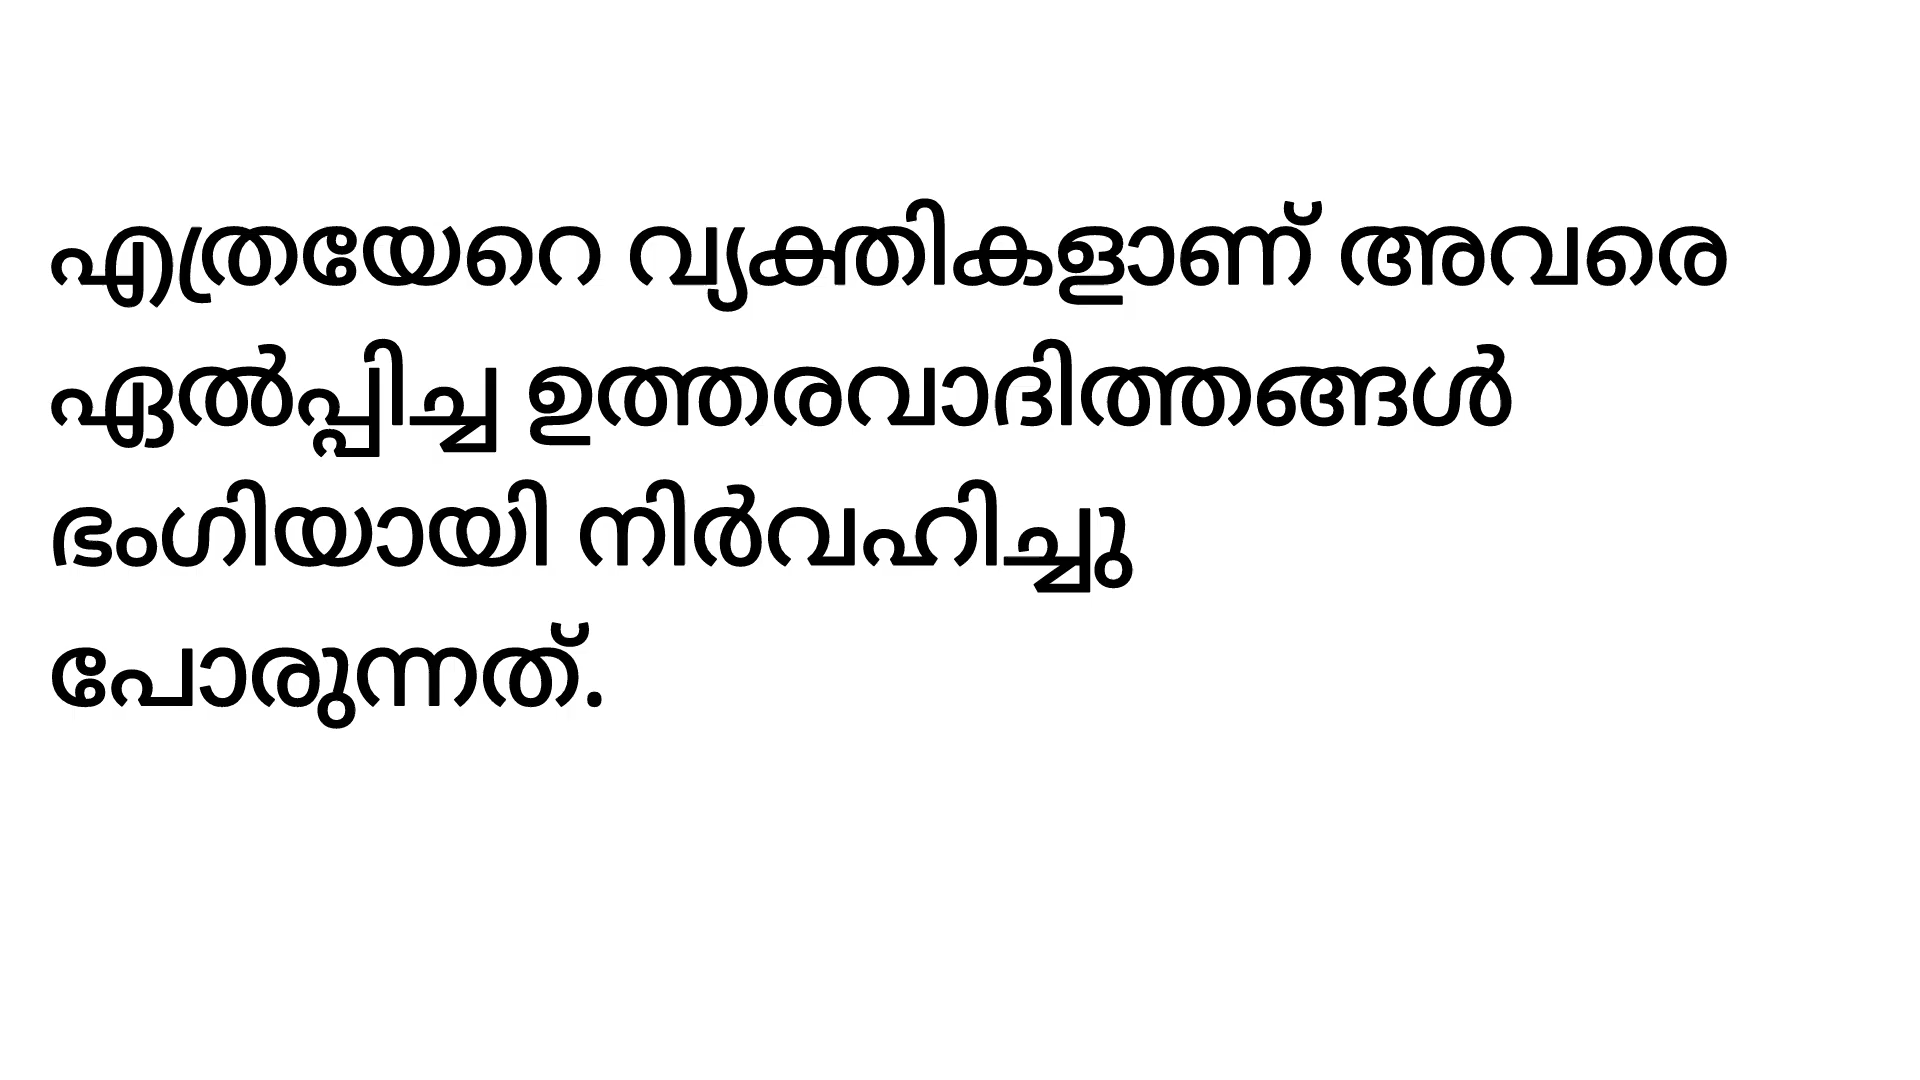 എത്രയേറെ വ്യക്തികളാണ് അവരെ
ഏൽപ്പിച്ച ഉത്തരവാദിത്തങ്ങൾ
ഭംഗിയായി നിർവഹിച്ചു
പോരുന്നത്.